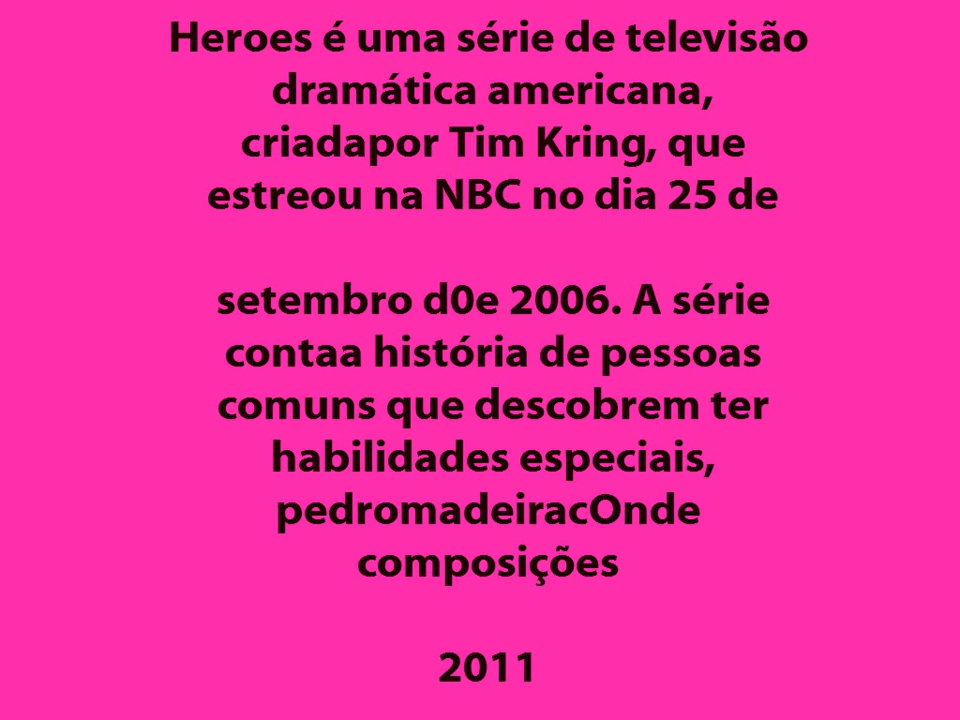 Heroes é uma série de televisão
dramática americana,
criadapor Tim Kring, que
estreou na NBC no dia 25 de
setembro d0e 2006. A série
contaa história de pessoas
comuns que descobrem ter
habilidades especiais,
pedromadeiracOnde
composições
2011